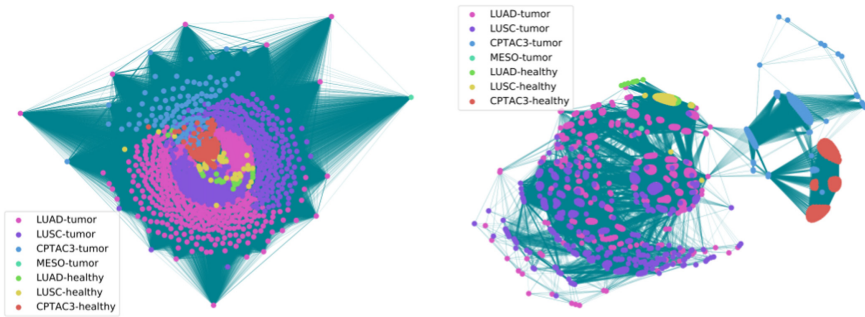 LUAD-tumor
LUSC-tumor
CPTAC3-tumor
MESO-tumor
LUAD-healthy
LUSC-healthy
CPTAC3-healthy
LUAD-tumor
LUSC-tumor
CPTAC3-tumor
MESO-tumor
LUAD-healthy
LUSC-healthy
CPTAC3-healthy